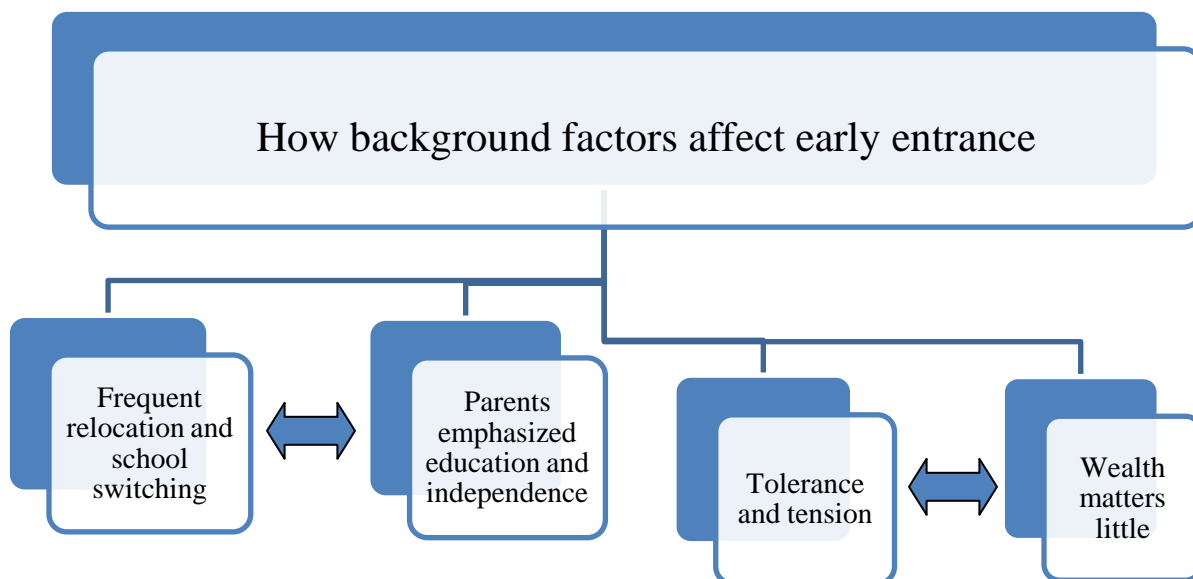 How background factors affect early entrance
Frequent
relocation and
school
switching
Parents
emphasized
education and
independence
Tolerance
and tension
Wealth
matters
little